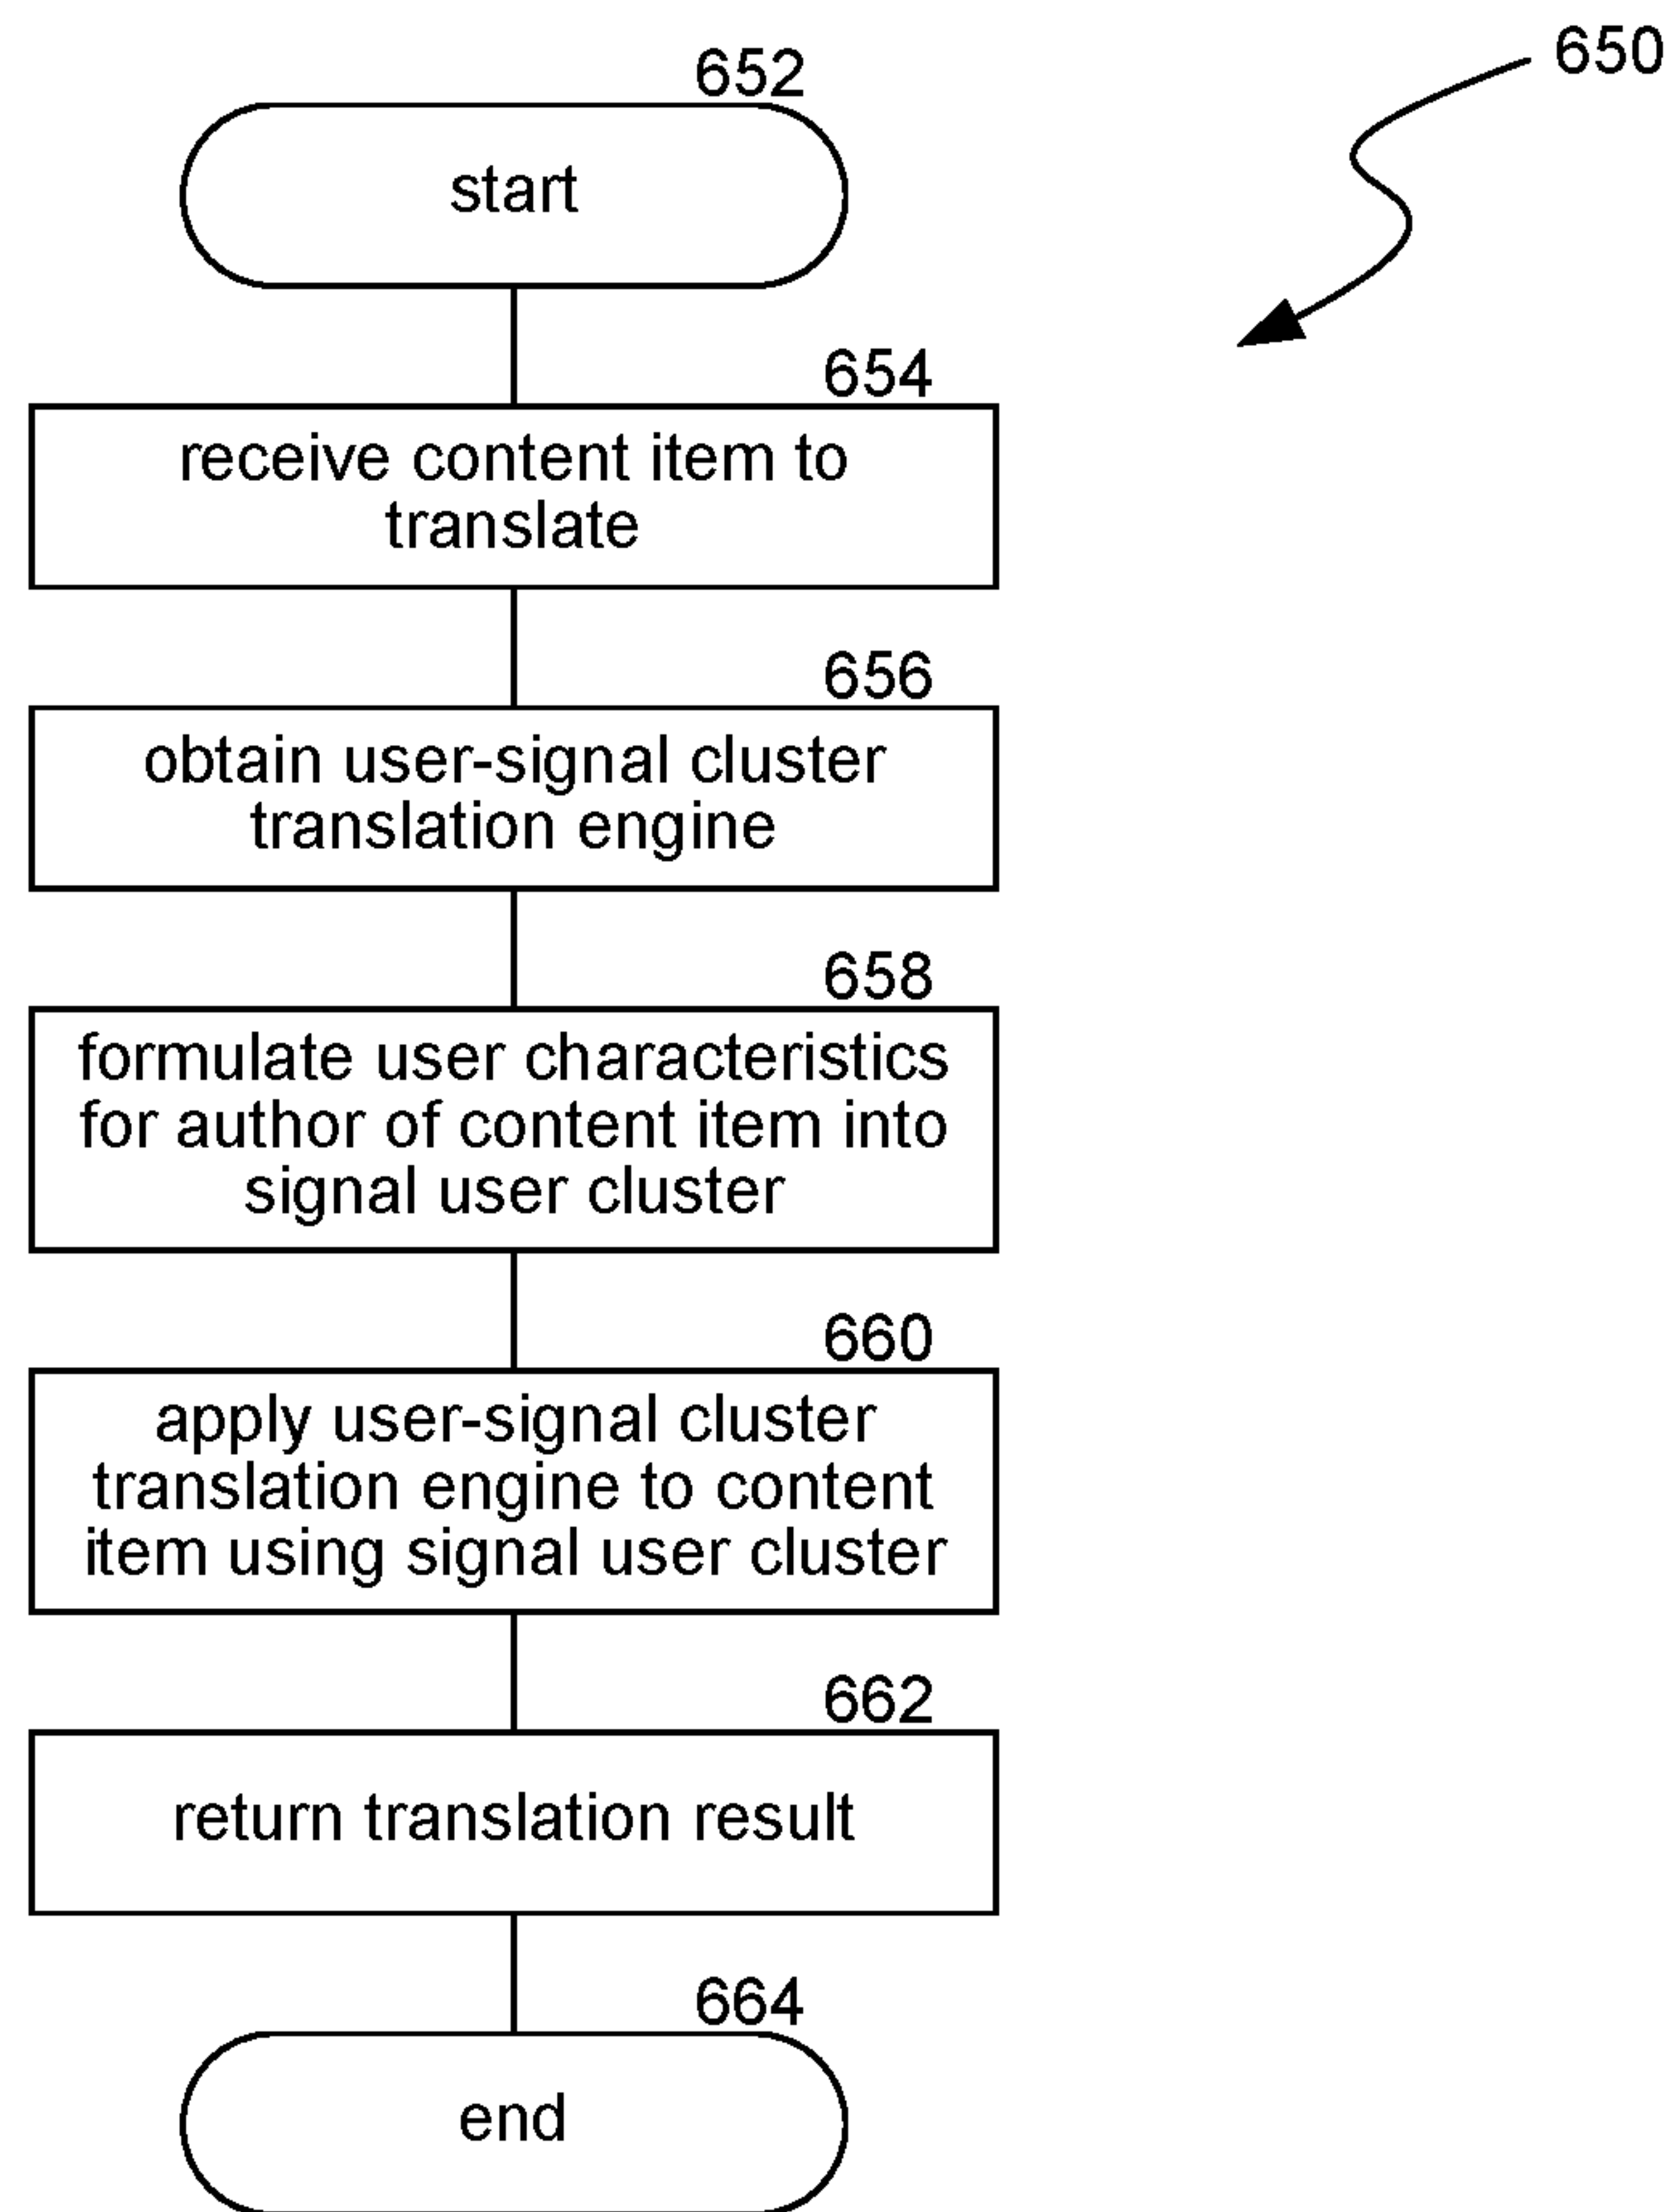 650
652
start
654
receive content item to
translate
656
obtain user-signal cluster
translation engine
658
formulate user characteristics
for author of content item into
signal user cluster
660
apply user-signal cluster
translation engine to content
item using signal user cluster
662
return translation result
664
end